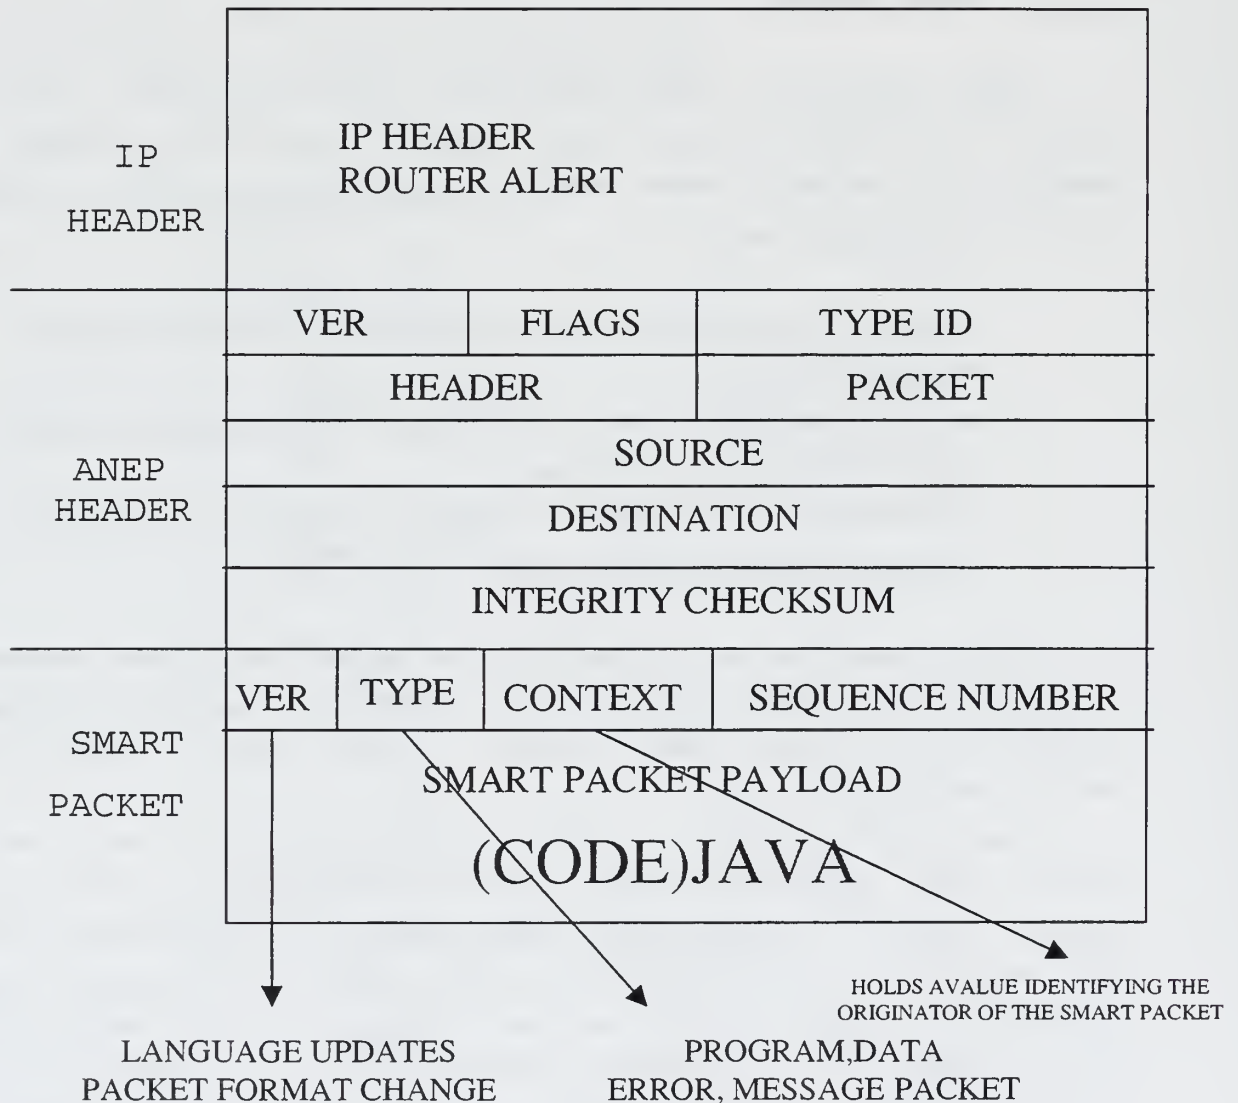 IP
HEADER
IP HEADER
ROUTER ALERT
ANEP
HEADER
VER FLAGS TYPE ID
HEADER PACKET
SOURCE
DESTINATION
INTEGRITY CHECKSUM
SMART
PACKET
VER TYPE CONTEXT SEQUENCE NUMBER
SMART PACKET PAYLOAD
(CODE)JAVA
HOLDS AVALUE IDENTIFYING THE
ORIGINATOR OF THE SMART PACKET
LANGUAGE UPDATES
PACKET FORMAT CHANGE
PROGRAM,DATA
ERROR, MESSAGE PACKET